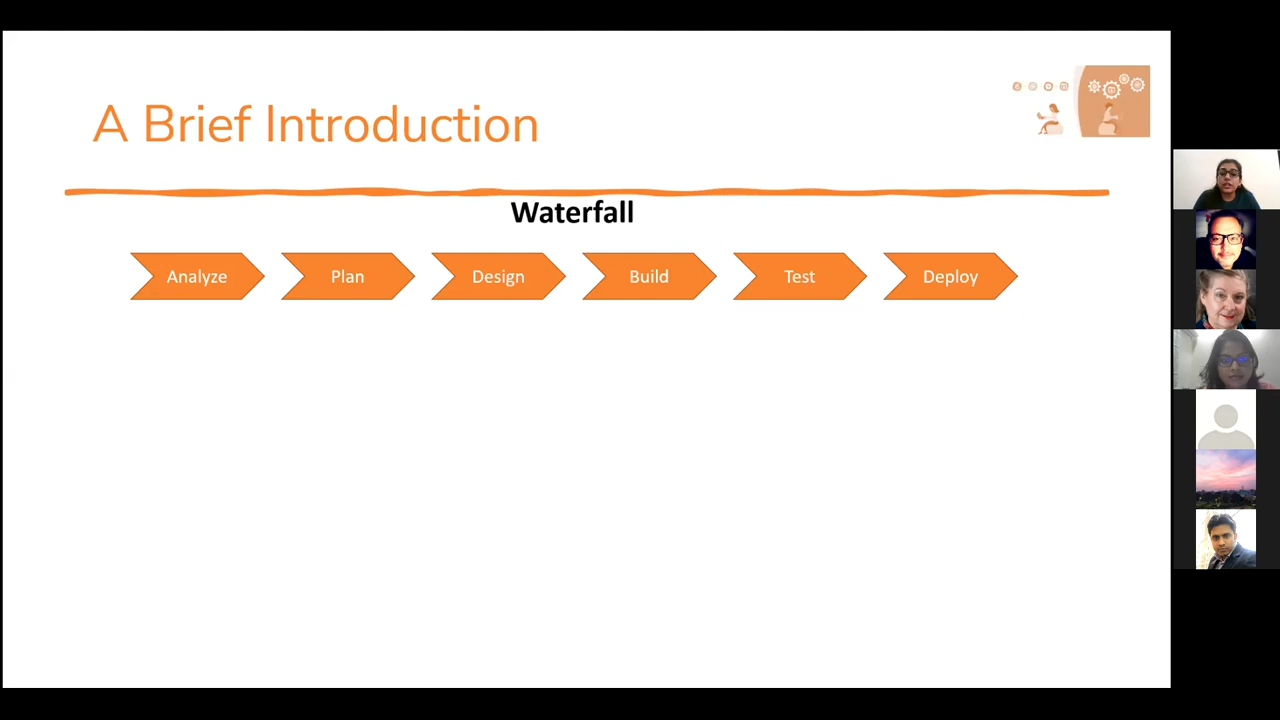 A Brief Introduction
Waterfall
Analyze Plan Design Build Test Deploy